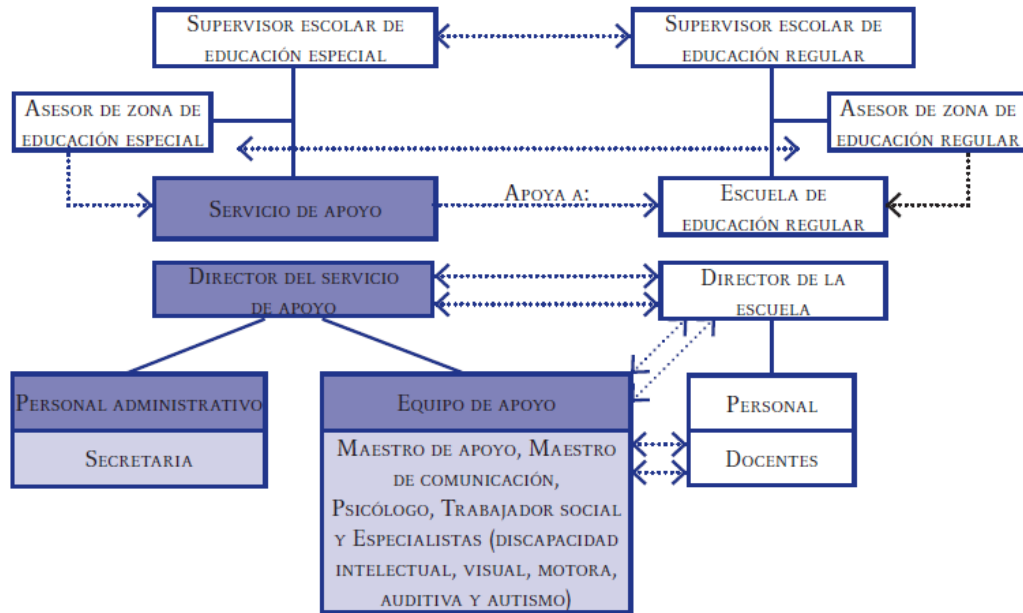 Supervisor escolar de
educación especial
Supervisor escolar de
educación regular
Asesor de zona de
educación especial
Asesor de zona de
educación regular
Servicio de apoyo
Apoya a:
Escuela de
educación regular
Director del servicio
de apoyo
Director de la
escuela
Personal administrativo
Secretaria
Equipo de apoyo
Maestro de apoyo, Maestro
de comunicación,
Psicólogo, Trabajador social
y Especialistas (discapacidad
intelectual, visual, motora,
auditiva y autismo)
Personal
Docentes